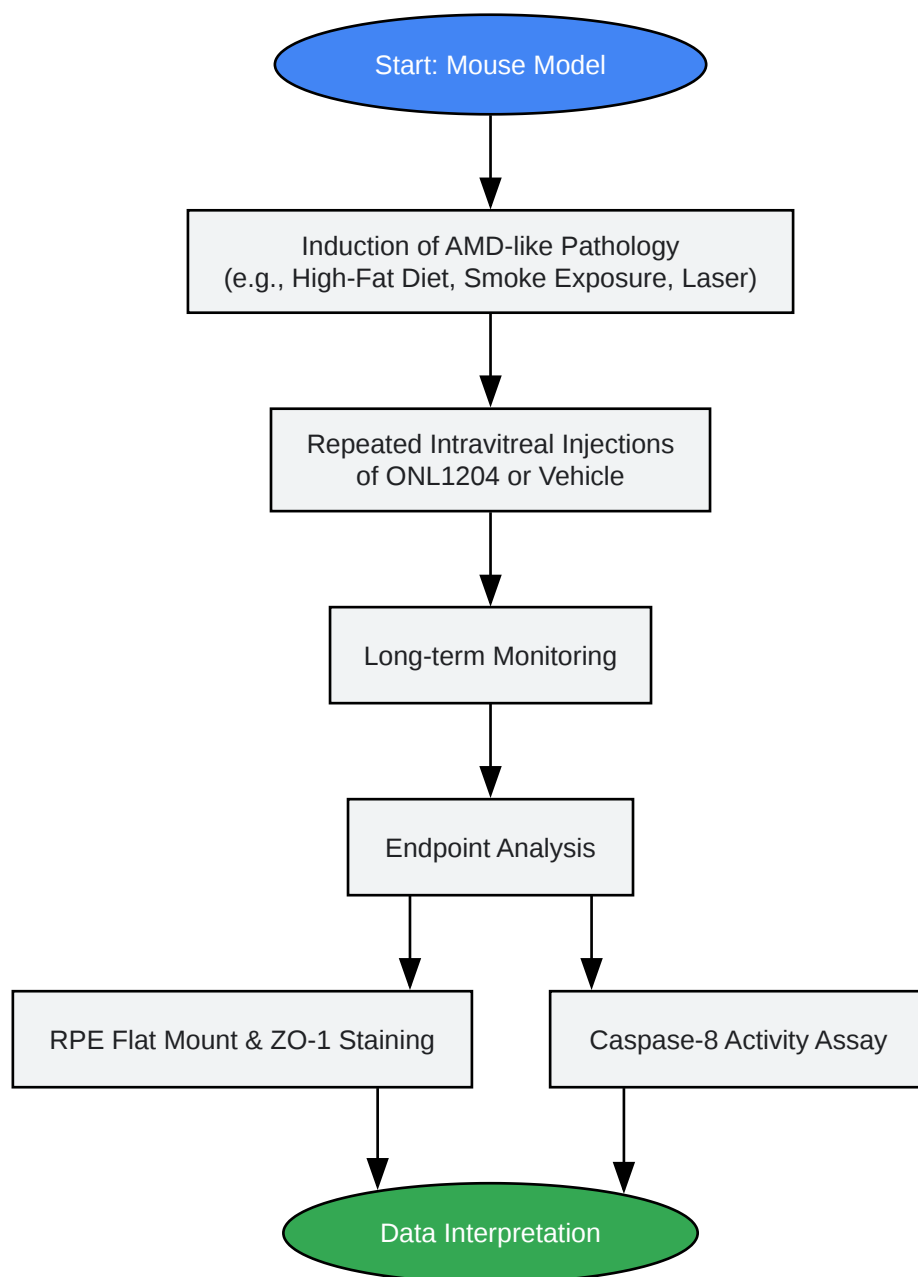 Start: Mouse Model
Induction of AMD-like Pathology
(e.g., High-Fat Diet, Smoke Exposure, Laser)
Repeated Intravitreal Injections
of ONL1204 or Vehicle
Long-term Monitoring
Endpoint Analysis
RPE Flat Mount & ZO-1 Staining
Caspase-8 Activity Assay
Data Interpretation